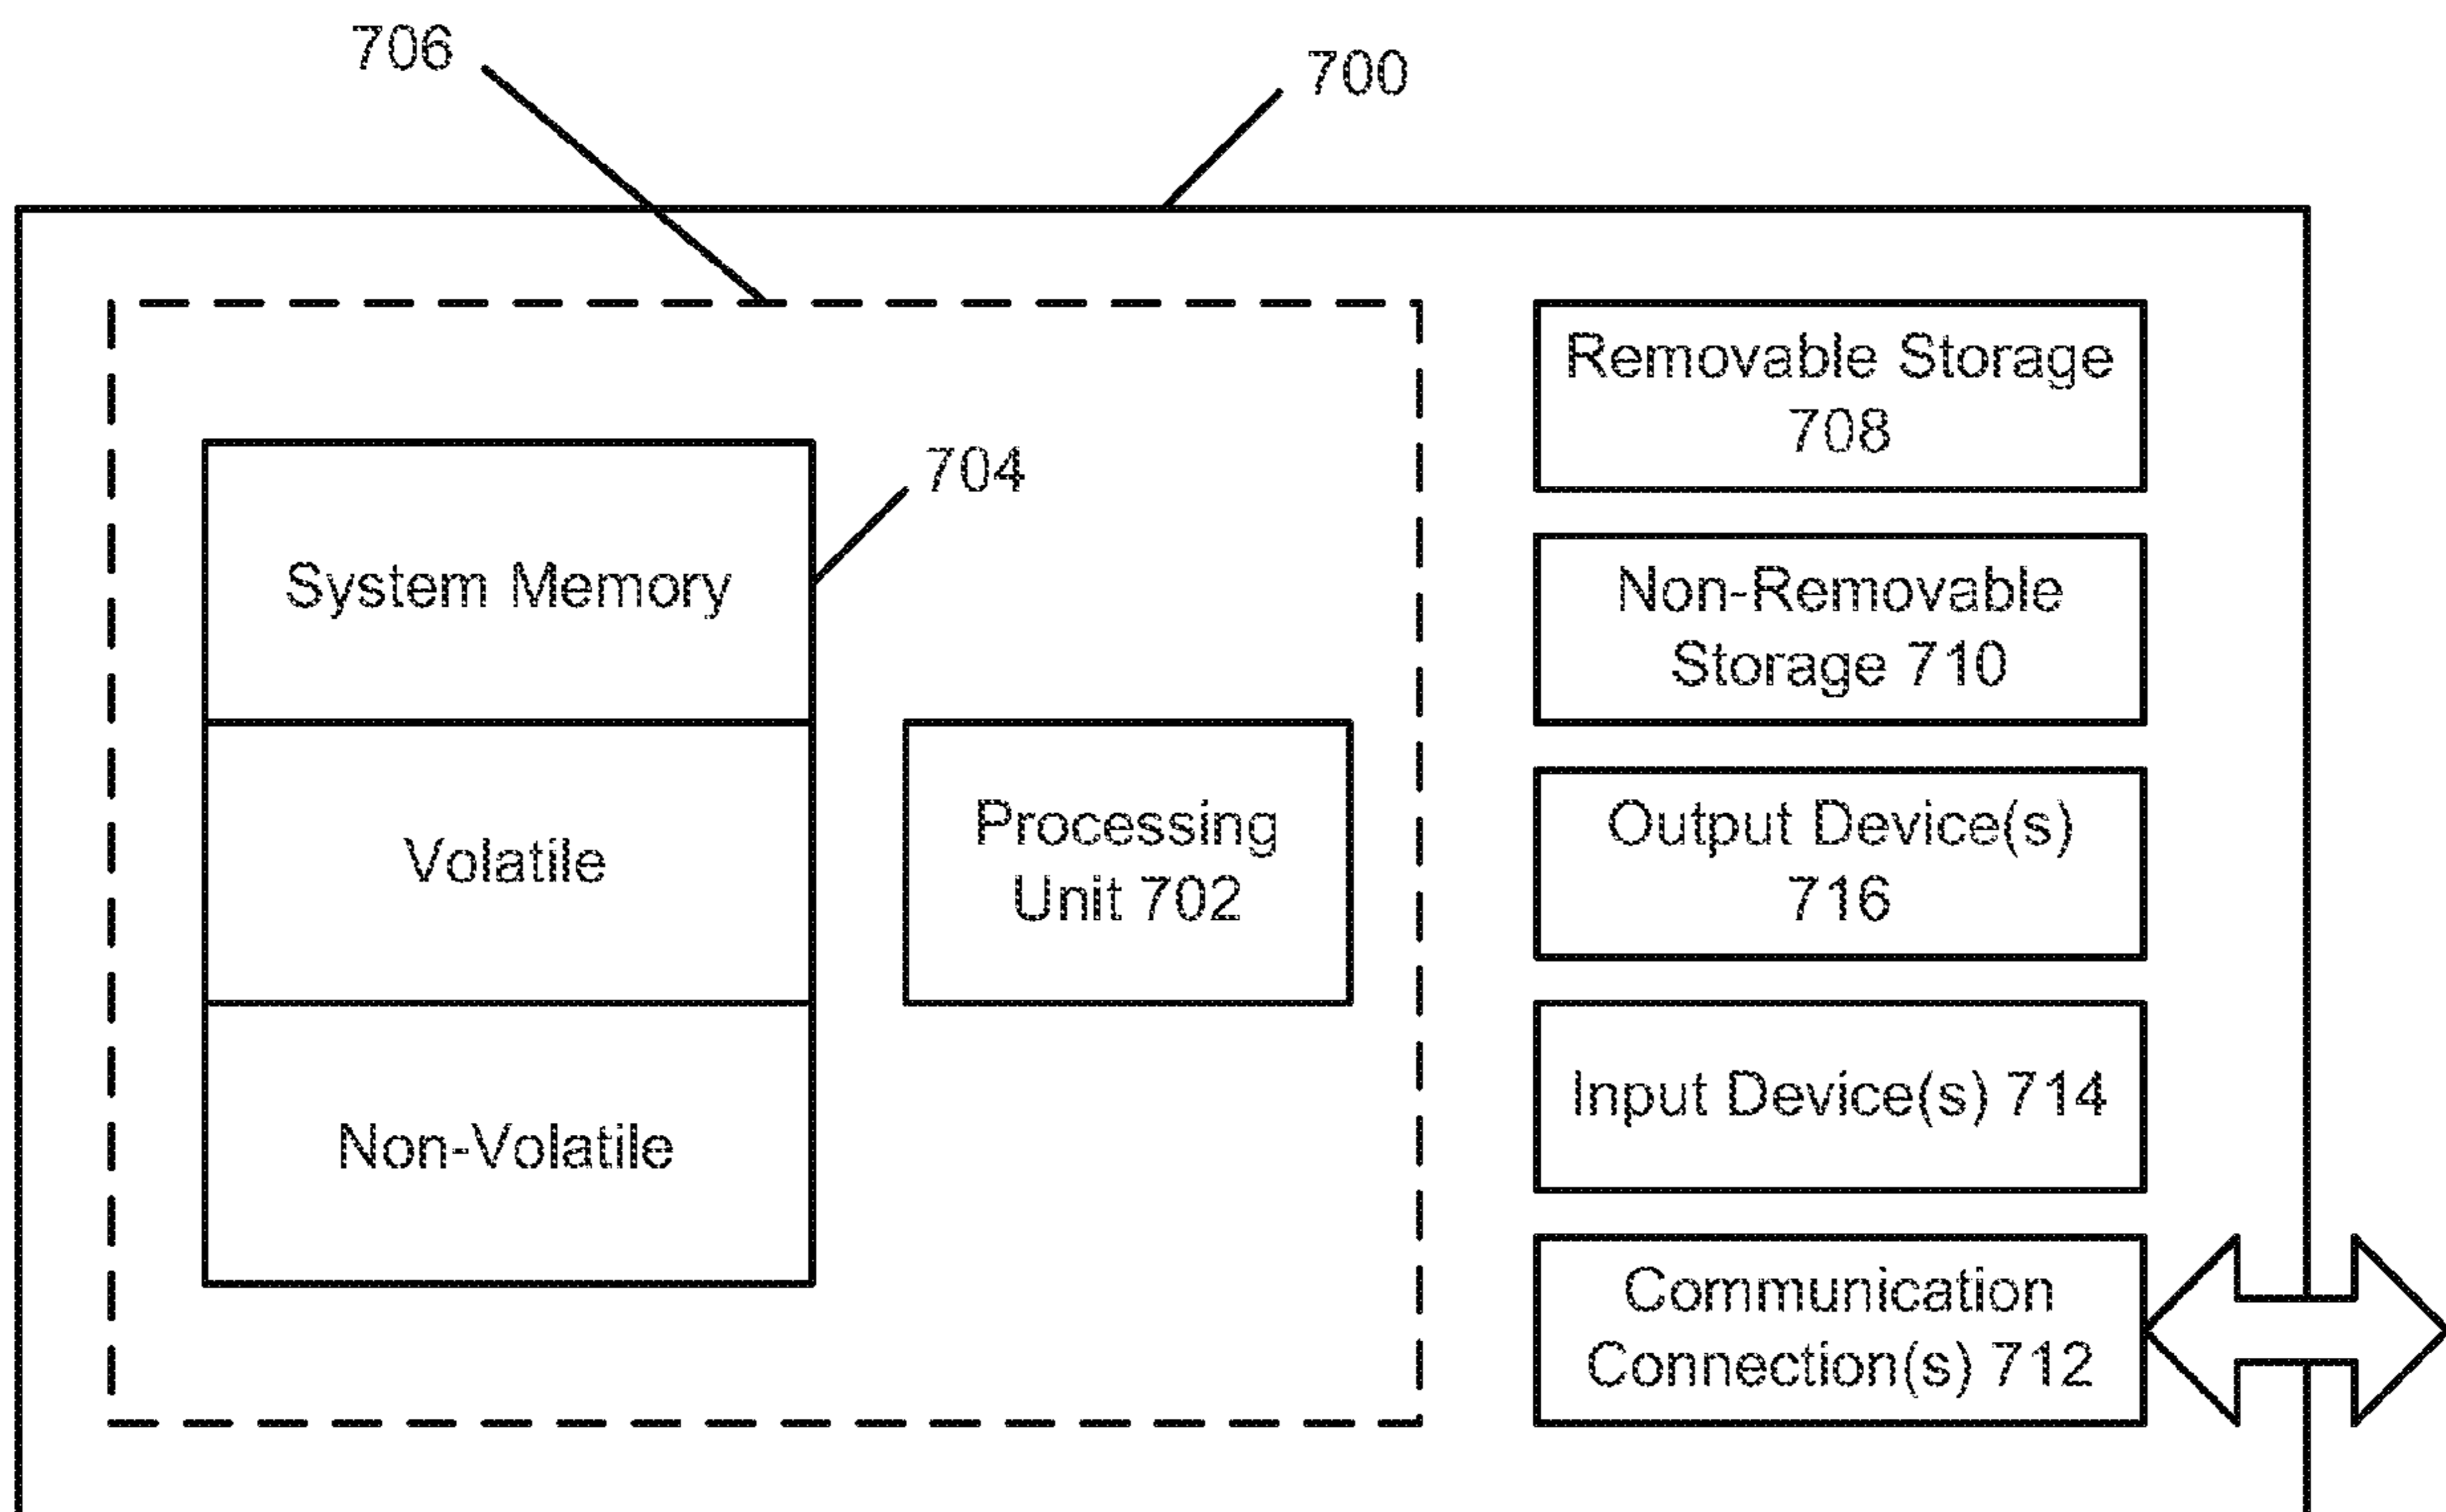 706
700
704
System Memory
Volatile
Non-Volatile
Processing
Unit 702
Removable Storage
708
Non-Removable
Storage 710
Output Device(s)
716
Input Device(s) 714
Communication
Connection(s) 712